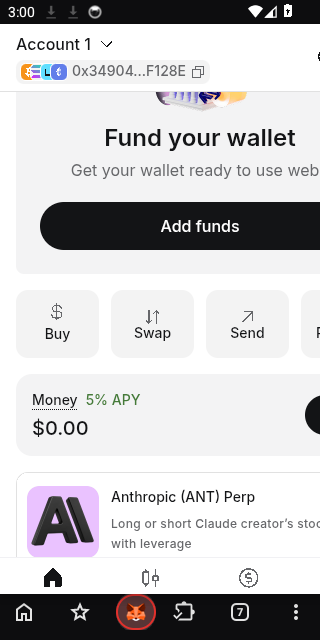 3:00
Account 1
0x34904...F128E
Fund your wallet
Get your wallet ready to use web
Add funds
Buy
Swap
Send
Money 5% APY
$0.00
Anthropic (ANT) Perp
Long or short Claude creator's stoc
with leverage
7